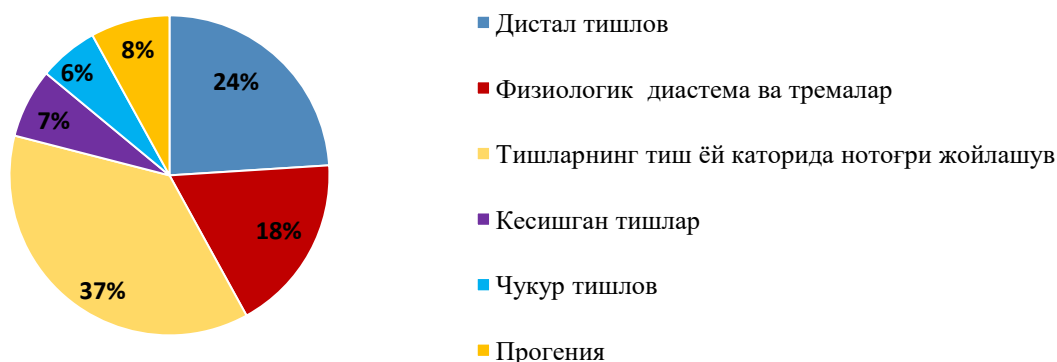 8%
6%
24%
7%
18%
37%
Дистал тишлов
Физиологик диастема ва тремалар
Тишларнинг тиш ёй каторида нотоғри жойлашув
Кесишган тишлар
Чукур тишлов
Прогения